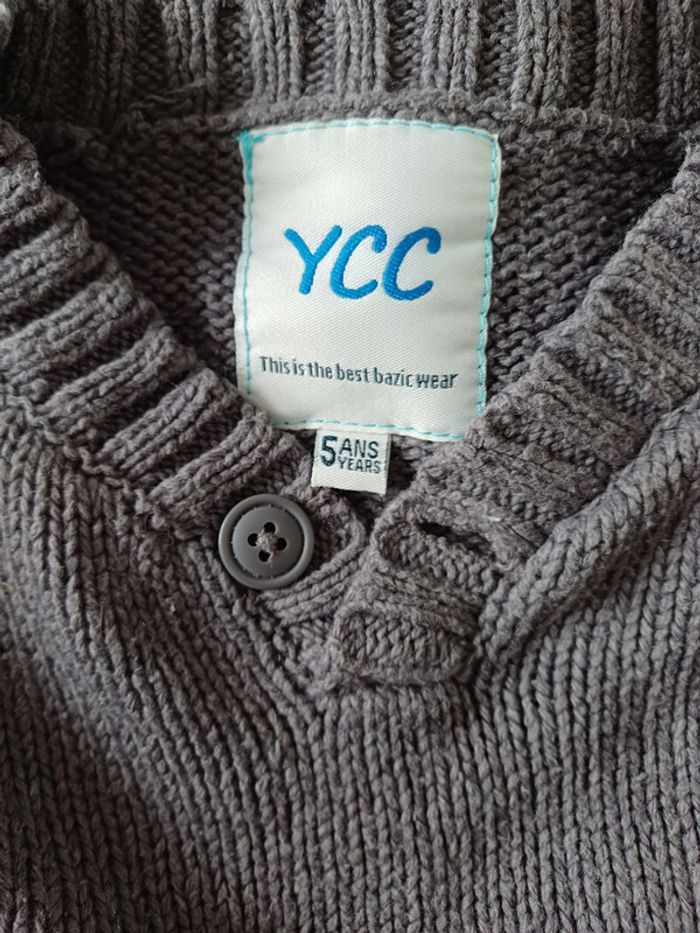 YCC
This is the best bazic wear
5 ANS
YEARS